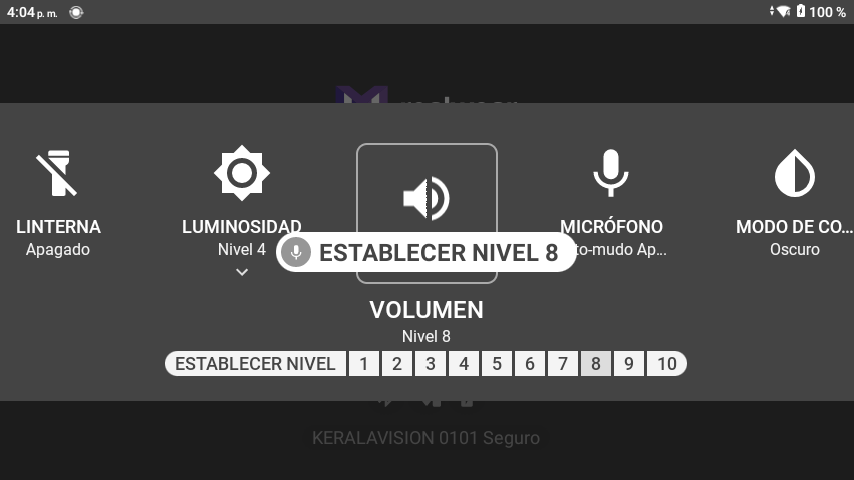 4:04 p. m.
100 %
LINTERNA
Apagado
LUMINOSIDAD
Nivel 4
MICRÓFONO
to-mudo Ap...
MODO DE CO...
Oscuro
ESTABLECER NIVEL 8
VOLUMEN
Nivel 8
ESTABLECER NIVEL 1 2 3 4 5 6 7 8 9 10
KERALAVISION 0101 Seguro